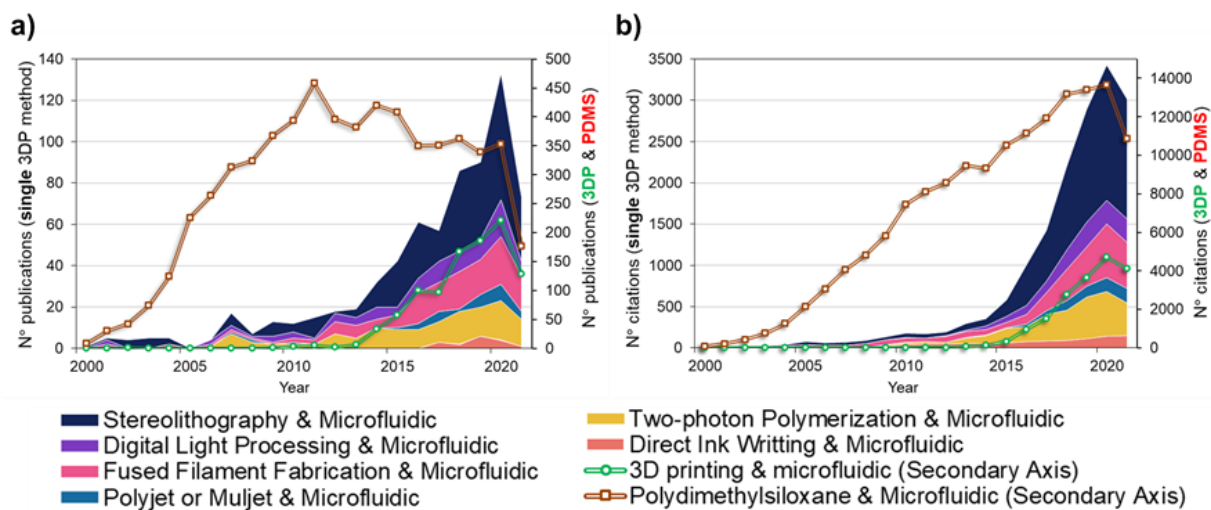 a)
N° publications (single 3DP method)
140
120
100
80
60
40
20
0
500
450
400
350
300
250
200
150
100
50
0
N° publications (3DP & PDMS)
2000
2005
2010
2015
2020
Year
b)
N° citations (single 3DP method)
3500
3000
2500
2000
1500
1000
500
0
14000
12000
10000
8000
6000
4000
2000
0
N° citations (3DP & PDMS)
2000
2005
2010
2015
2020
Year
Stereolithography & Microfluidic
Digital Light Processing & Microfluidic
Fused Filament Fabrication & Microfluidic
Polyjet or Muljet & Microfluidic
Two-photon Polymerization & Microfluidic
Direct Ink Writting & Microfluidic
3D printing & microfluidic (Secondary Axis)
Polydimethylsiloxane & Microfluidic (Secondary Axis)